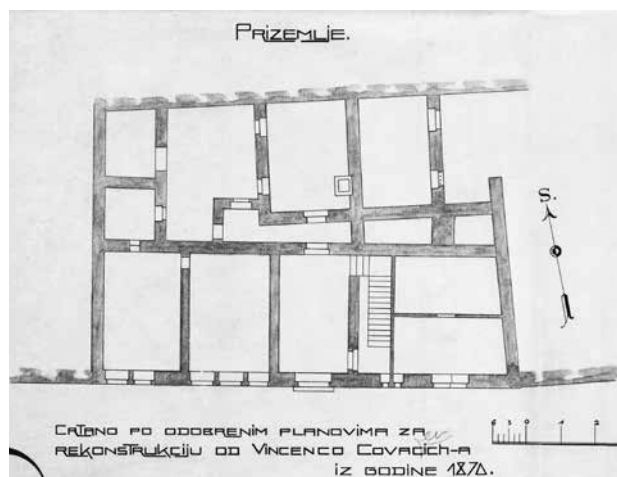 PRIZEMLJE.
S.
CRTANO PO ODOBRENIM PLANOVIMA ZA
REKONSTRUKCIJU OD VINCENCO COVACICH-A
IZ GODINE 1870.